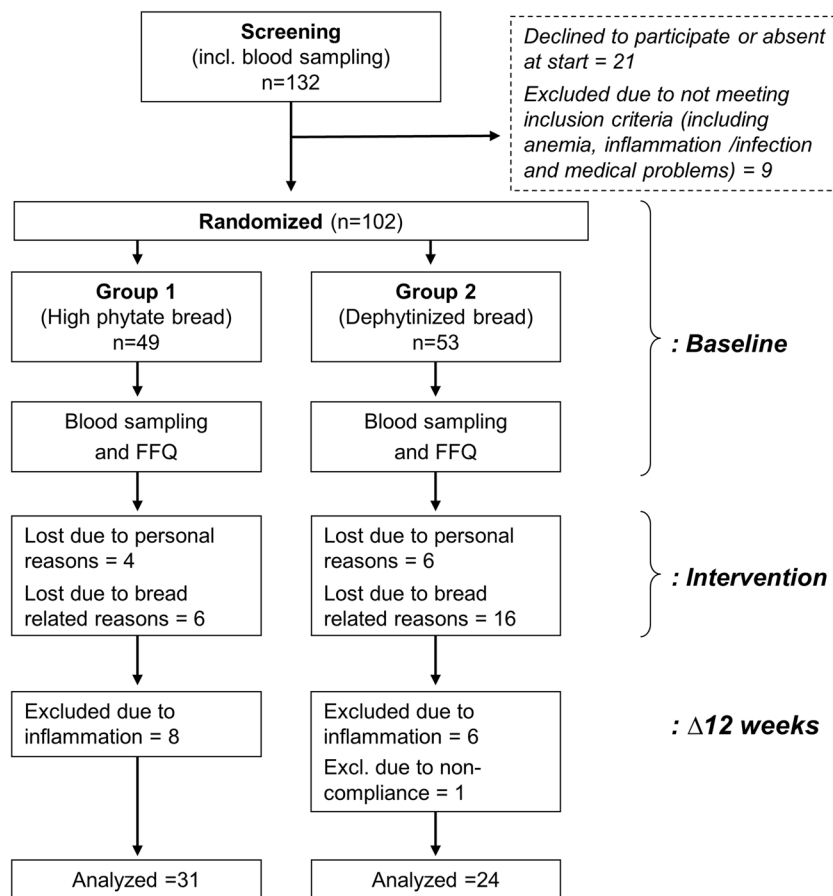 Screening
(incl. blood sampling)
n=132
Declined to participate or absent
at start = 21
Excluded due to not meeting
inclusion criteria (including
anemia, inflammation /infection
and medical problems) = 9
Randomized (n=102)
Group 1
(High phytate bread)
n=49
Group 2
(Dephytinized bread)
n=53
: Baseline
Blood sampling
and FFQ
Blood sampling
and FFQ
Lost due to personal
reasons = 4
Lost due to bread
related reasons = 6
Lost due to personal
reasons = 6
Lost due to bread
related reasons = 16
: Intervention
Excluded due to
inflammation = 8
Excluded due to
inflammation = 6
Excl. due to non-
compliance = 1
: Δ12 weeks
Analyzed =31
Analyzed =24